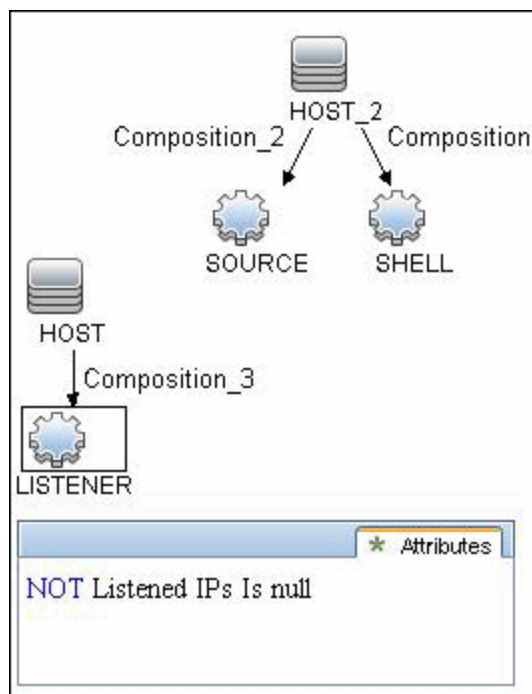 HOST_2
Composition_2
Composition
SOURCE
SHELL
HOST
Composition_3
LISTENER
* Attributes
NOT Listened IPs Is null